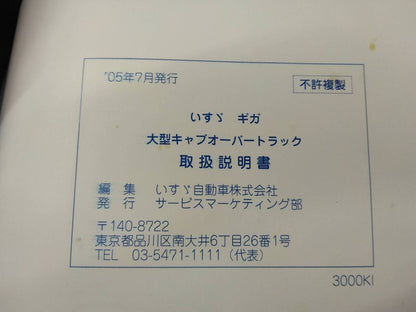 '05年7月発行
不許複製
いすゞ ギガ
大型キャブオーバートラック
取扱説明書
編 集 いすゞ自動車株式会社
発 行 サービスマーケティング部
〒140-8722
東京都品川区南大井6丁目26番1号
TEL 03-5471-1111（代表）
3000KI